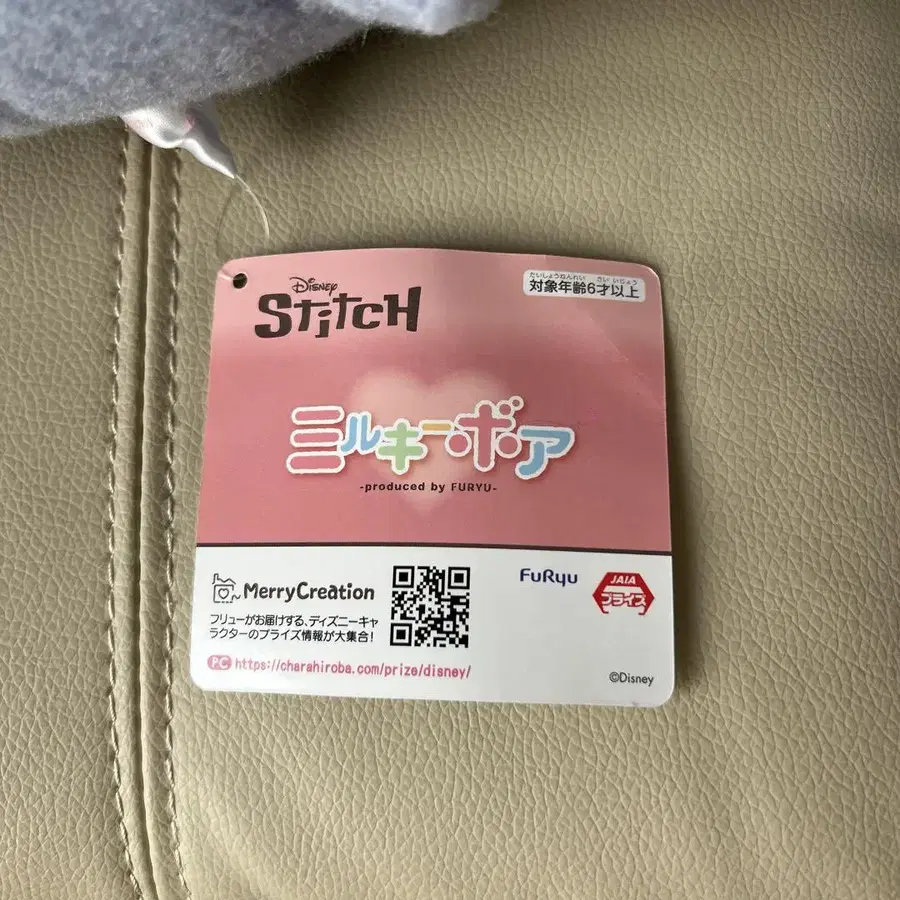 Disney
Stitch
だいしょうねんれい さい いじょう
対象年齢6才以上
ミルキーボア
-produced by FURYU-
MerryCreation
フリューがお届けする、ディズニーキャ
ラクターのプライズ情報が大集合!
PC https://charahiroba.com/prize/disney/
FuRyu
JAIA
プライズ
©Disney